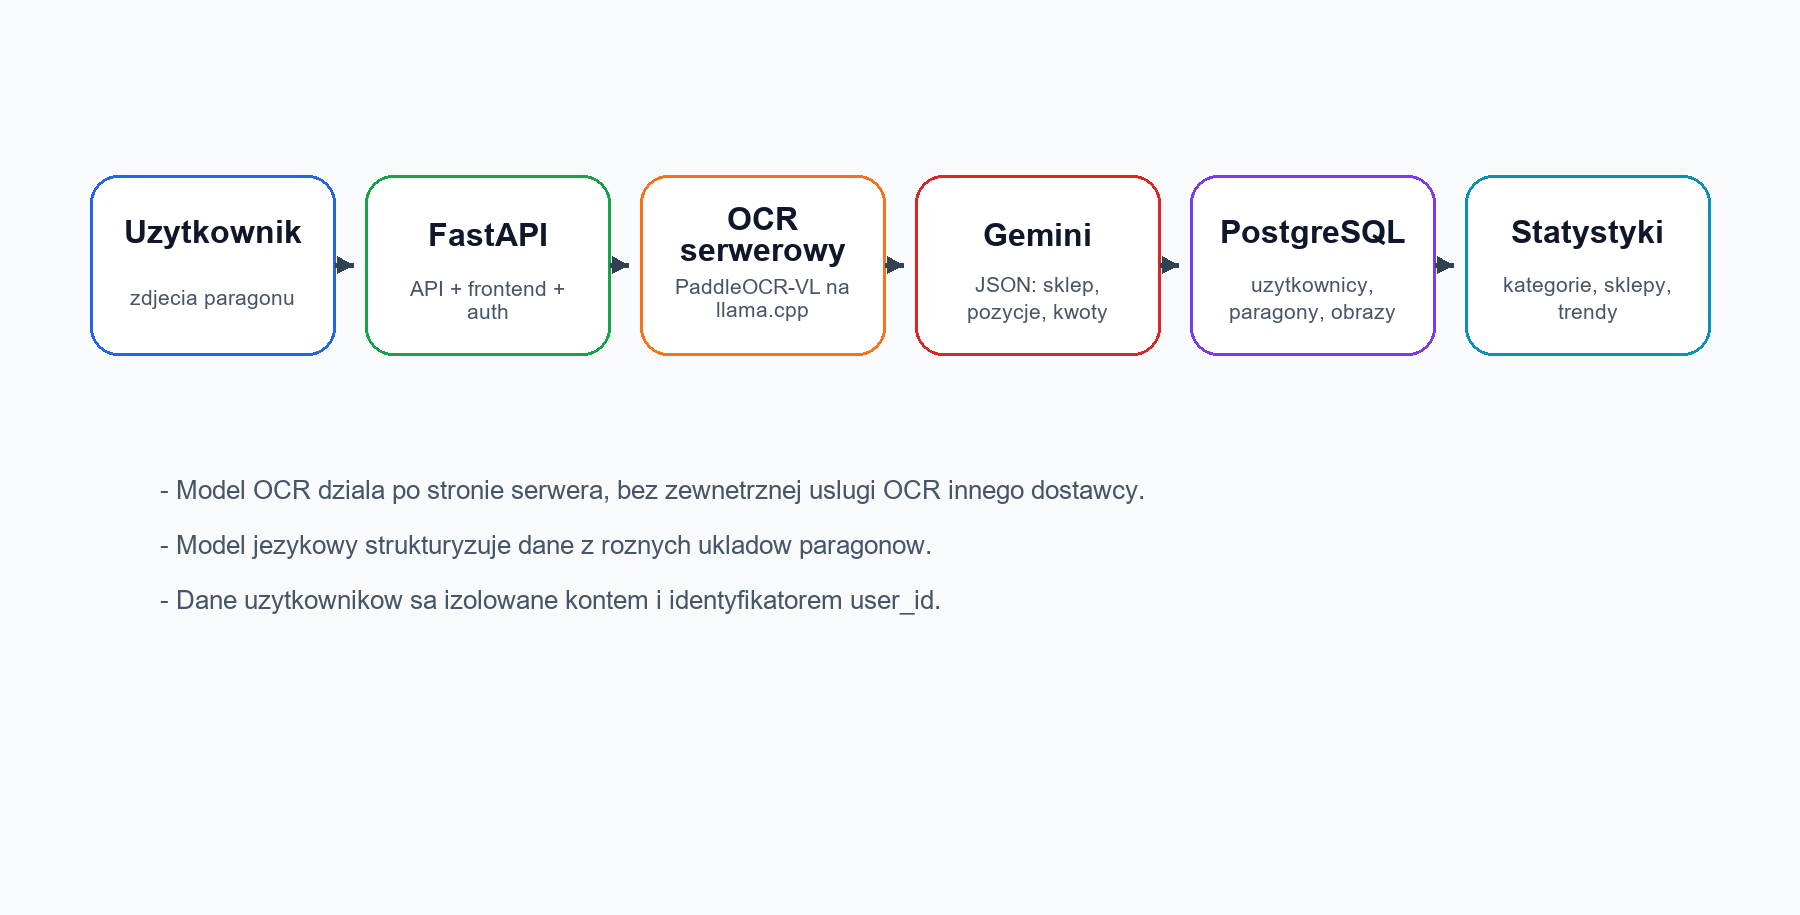 Uzytkownik
zdjecia paragonu
FastAPI
API + frontend +
auth
OCR
serwerowy
PaddleOCR-VL na
llama.cpp
Gemini
JSON: sklep,
pozycje, kwoty
PostgreSQL
uzytkownicy,
paragony, obrazy
Statystyki
kategorie, sklepy,
trendy
- Model OCR dziala po stronie serwera, bez zewnetrznej uslugi OCR innego dostawcy.
- Model jezykowy strukturyzuje dane z roznych ukladow paragonow.
- Dane uzytkownikow sa izolowane kontem i identyfikatorem user_id.